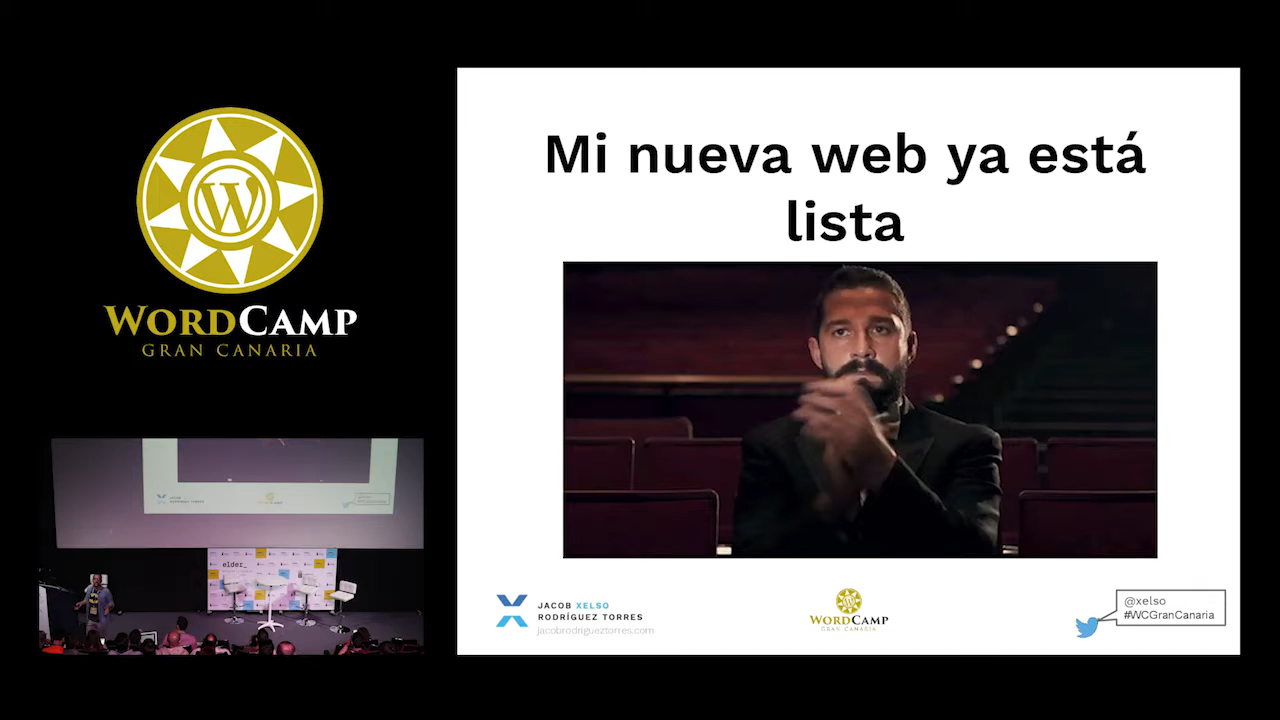 WORDCAMP
GRAN CANARIA
elder_
Mi nueva web ya está
lista
JACOB XELSO
RODRÍGUEZ TORRES
jacobrodrigueztorres.com
WORDCAMP
GRAN CANARIA
@xelso
#WCGranCanaria